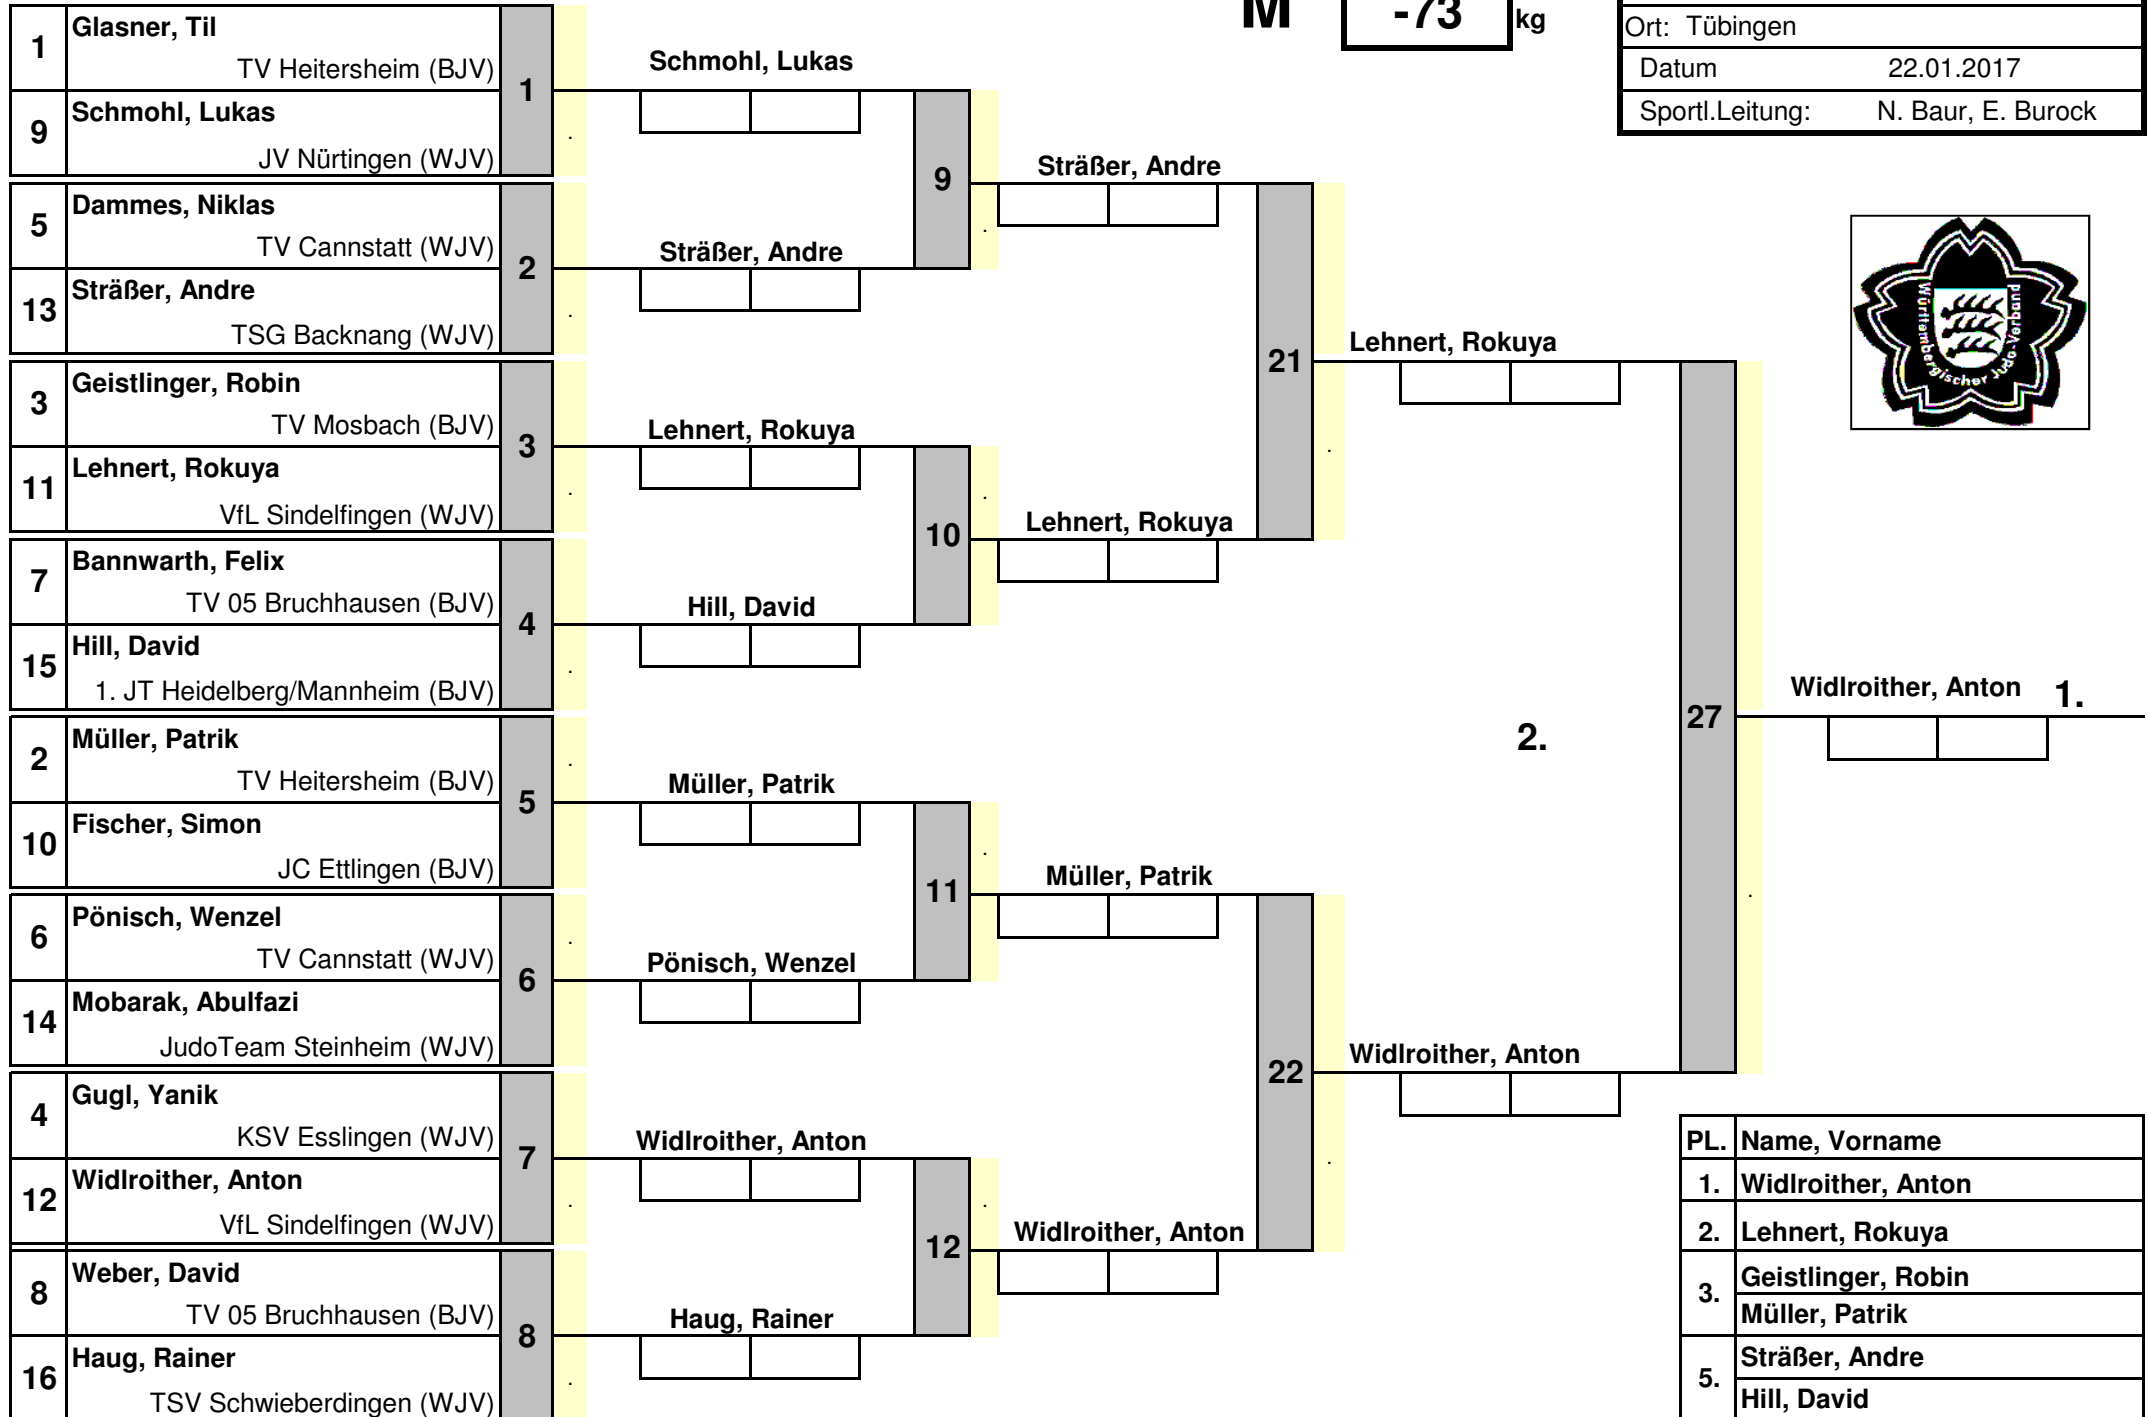 M -73 kg
Ort: Tübingen
Datum 22.01.2017
Sportl.Leitung: N. Baur, E. Burock
1 Glasner, Til
TV Heitersheim (BJV)
1
9 Schmohl, Lukas
JV Nürtingen (WJV)
5 Dammes, Niklas
TV Cannstatt (WJV)
2
13 Sträßer, Andre
TSG Backnang (WJV)
3 Geistlinger, Robin
TV Mosbach (BJV)
3
11 Lehnert, Rokuya
VfL Sindelfingen (WJV)
7 Bannwarth, Felix
TV 05 Bruchhausen (BJV)
4
15 Hill, David
1. JT Heidelberg/Mannheim (BJV)
2 Müller, Patrik
TV Heitersheim (BJV)
5
10 Fischer, Simon
JC Ettlingen (BJV)
6 Pönisch, Wenzel
TV Cannstatt (WJV)
6
14 Mobarak, Abulfazi
JudoTeam Steinheim (WJV)
4 Gugl, Yanik
KSV Esslingen (WJV)
7
12 Widlroither, Anton
VfL Sindelfingen (WJV)
8 Weber, David
TV 05 Bruchhausen (BJV)
8
16 Haug, Rainer
TSV Schwieberdingen (WJV)
Schmohl, Lukas
9
Sträßer, Andre
Lehnert, Rokuya
10
Hill, David
Müller, Patrik
11
Pönisch, Wenzel
Widlroither, Anton
12
Haug, Rainer
Sträßer, Andre
21
Lehnert, Rokuya
Müller, Patrik
22
Widlroither, Anton
Lehnert, Rokuya
2.
27
Widlroither, Anton
Widlroither, Anton 1.
Württembergischer Judo-Verband
PL. Name, Vorname
1. Widlroither, Anton
2. Lehnert, Rokuya
3. Geistlinger, Robin
Müller, Patrik
5. Sträßer, Andre
Hill, David